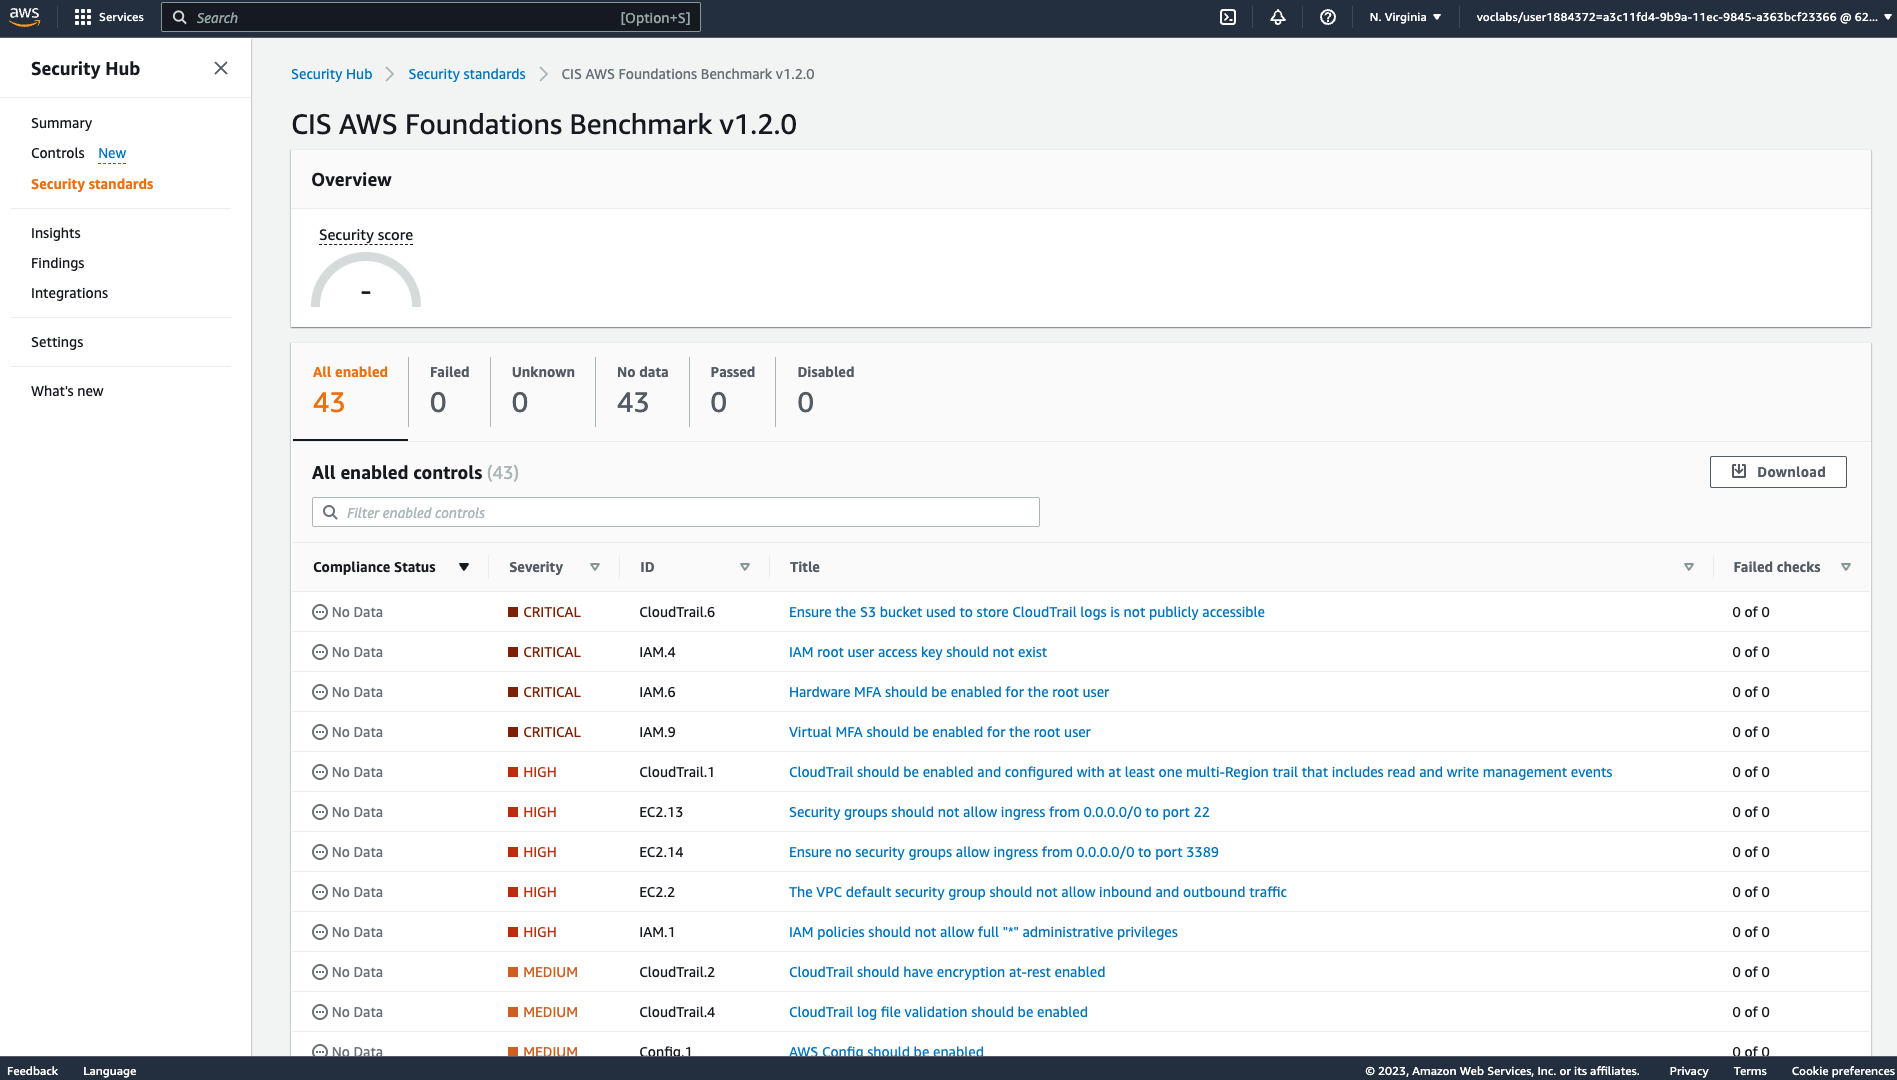 aws
Services
Search [Option+S]
N. Virginia
voclabs/user1884372=a3c11fd4-9b9a-11ec-9845-a363bcf23366 @ 62...
Security Hub
Summary
Controls New
Security standards
Insights
Findings
Integrations
Settings
What's new
Security Hub
Security standards
CIS AWS Foundations Benchmark v1.2.0
CIS AWS Foundations Benchmark v1.2.0
Overview
Security score
-
All enabled Failed Unknown No data Passed Disabled
43 0 0 43 0 0
All enabled controls (43)
Download
Filter enabled controls
Compliance Status Severity ID Title Failed checks
No Data CRITICAL CloudTrail.6 Ensure the S3 bucket used to store CloudTrail logs is not publicly accessible 0 of 0
No Data CRITICAL IAM.4 IAM root user access key should not exist 0 of 0
No Data CRITICAL IAM.6 Hardware MFA should be enabled for the root user 0 of 0
No Data CRITICAL IAM.9 Virtual MFA should be enabled for the root user 0 of 0
No Data HIGH CloudTrail.1 CloudTrail should be enabled and configured with at least one multi-Region trail that includes read and write management events 0 of 0
No Data HIGH EC2.13 Security groups should not allow ingress from 0.0.0.0/0 to port 22 0 of 0
No Data HIGH EC2.14 Ensure no security groups allow ingress from 0.0.0.0/0 to port 3389 0 of 0
No Data HIGH EC2.2 The VPC default security group should not allow inbound and outbound traffic 0 of 0
No Data HIGH IAM.1 IAM policies should not allow full "*" administrative privileges 0 of 0
No Data MEDIUM CloudTrail.2 CloudTrail should have encryption at-rest enabled 0 of 0
No Data MEDIUM CloudTrail.4 CloudTrail log file validation should be enabled 0 of 0
No Data MEDIUM Config.1 AWS Config should be enabled 0 of 0
Feedback Language © 2023, Amazon Web Services, Inc. or its affiliates. Privacy Terms Cookie preferences